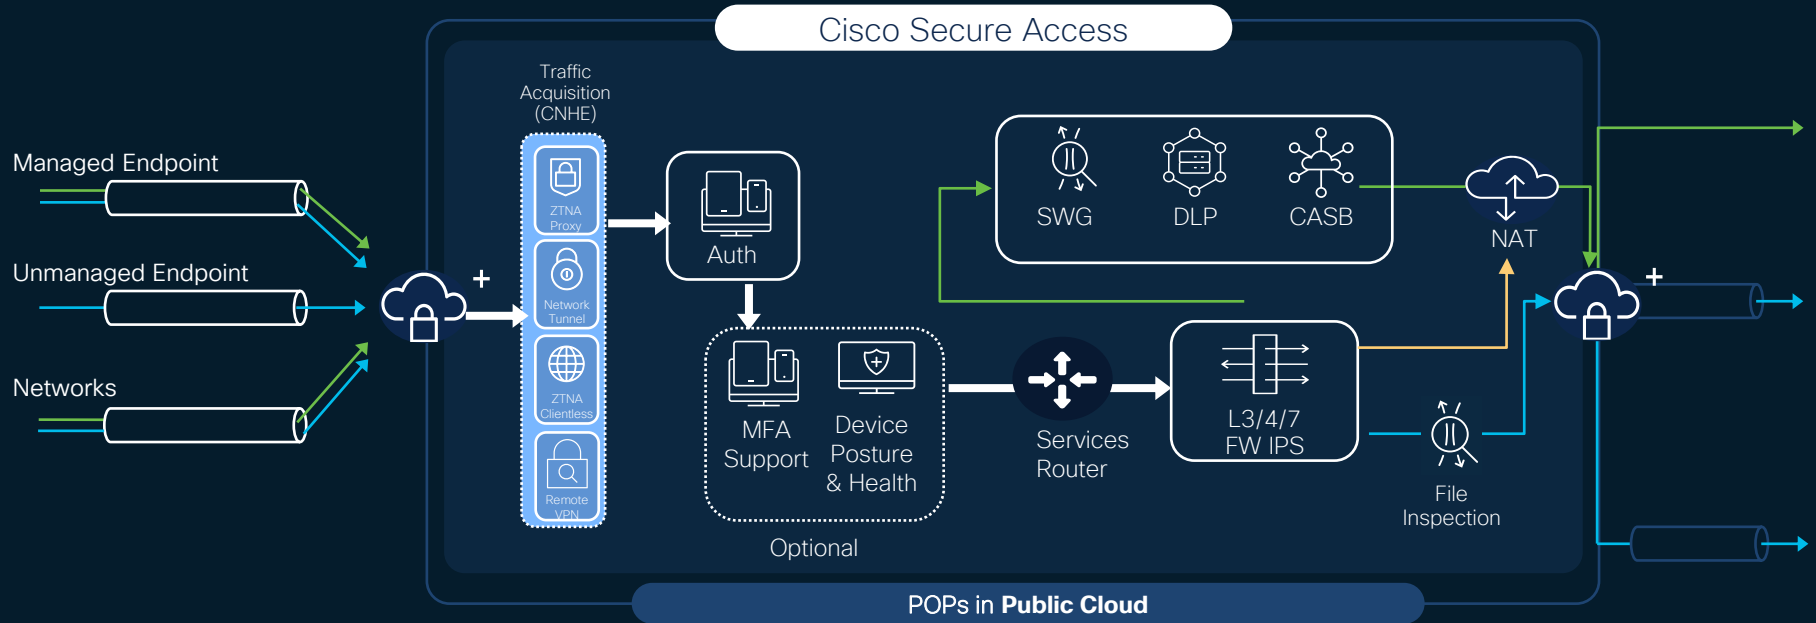 Cisco Secure Access
Traffic
Acquisition
(CNHE)
Managed Endpoint
Unmanaged Endpoint
Networks
+
ZTNA
Proxy
Network
Tunnel
ZTNA
Clientless
Remote
VPN
Auth
MFA
Support
Device
Posture
& Health
Optional
Services
Router
SWG
DLP
CASB
L3/4/7
FW IPS
NAT
File
Inspection
+
POPs in Public Cloud